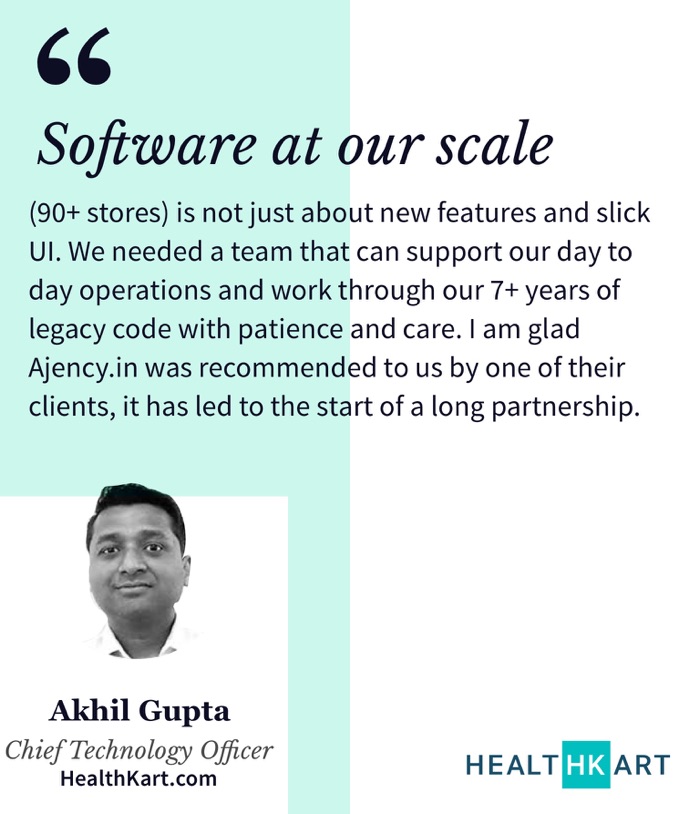 “
Software at our scale
(90+ stores) is not just about new features and slick
UI. We needed a team that can support our day to
day operations and work through our 7+ years of
legacy code with patience and care. I am glad
Ajency.in was recommended to us by one of their
clients, it has led to the start of a long partnership.
Akhil Gupta
Chief Technology Officer
HealthKart.com
HEALTHKART